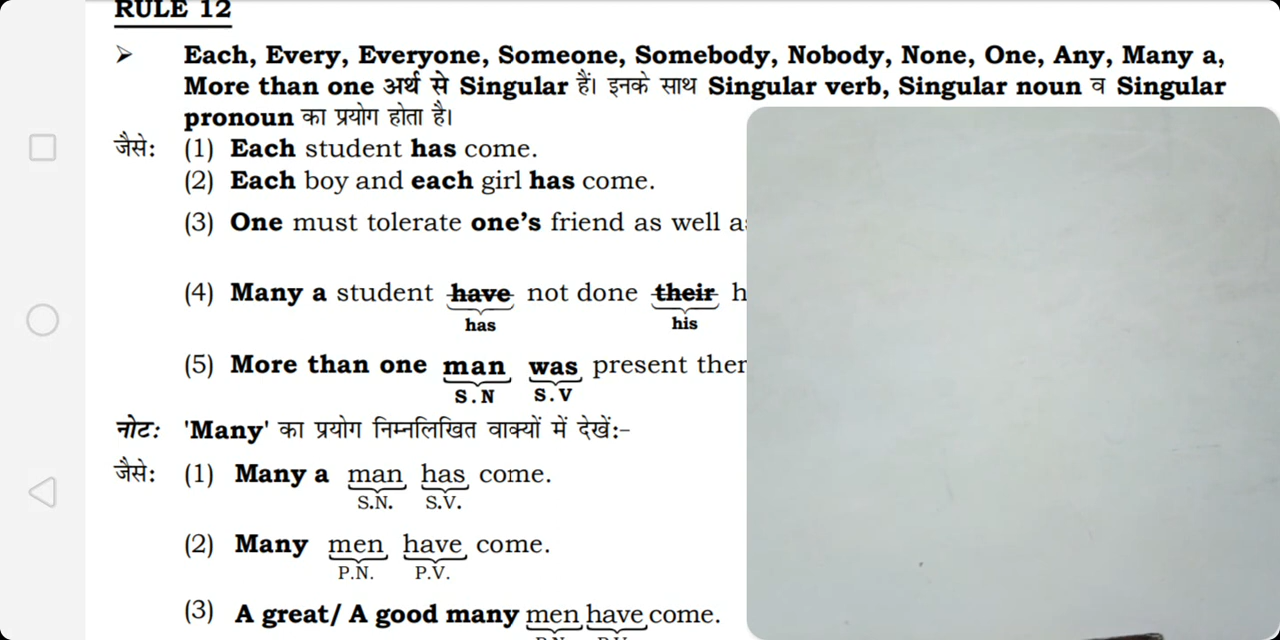 RULE 12
➢ Each, Every, Everyone, Someone, Somebody, Nobody, None, One, Any, Many a,
More than one अर्थ से Singular हैं। इनके साथ Singular verb, Singular noun व Singular
pronoun का प्रयोग होता है।
जैसे: (1) Each student has come.
(2) Each boy and each girl has come.
(3) One must tolerate one's friend as well
(4) Many a student have not done their
has his
(5) More than one man was present
S.N S.V
नोट: 'Many' का प्रयोग निम्नलिखित वाक्यों में देखें:-
जैसे: (1) Many a man has come.
S.N. S.V.
(2) Many men have come.
P.N. P.V.
(3) A great/ A good many men have come.